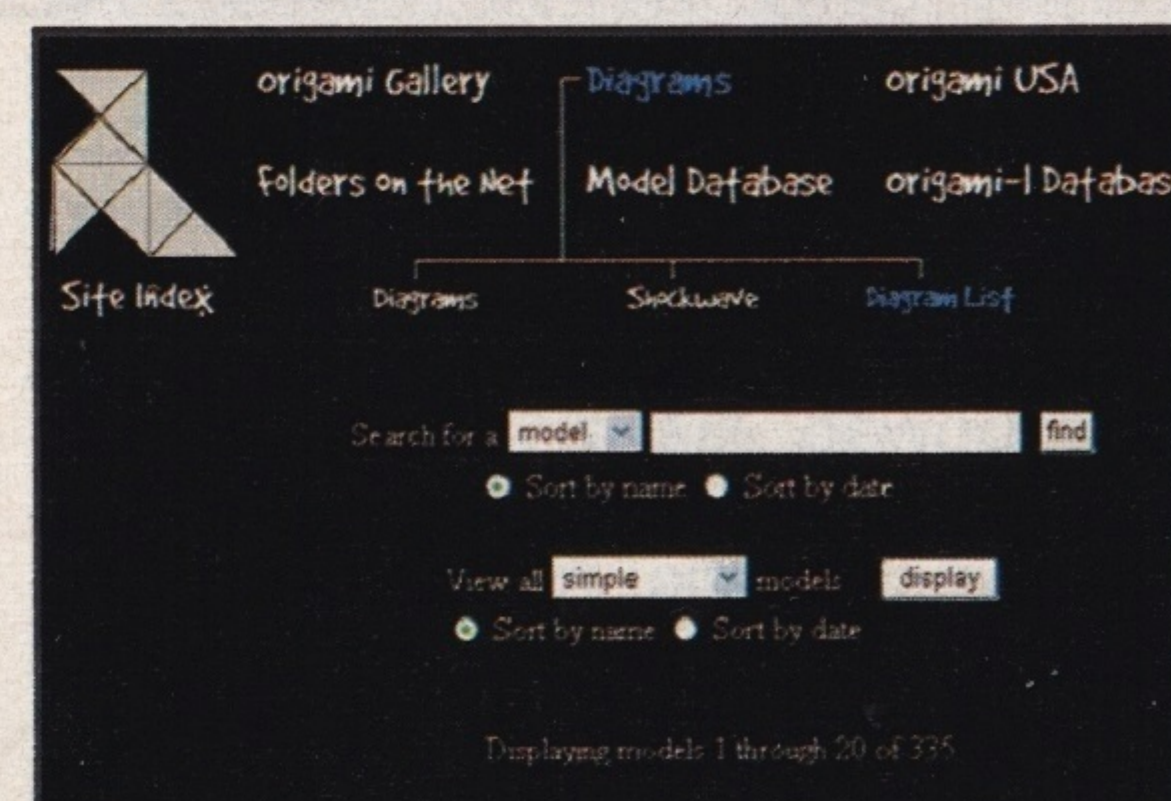 origami Gallery Diagrams origami USA
Folders on the Net Model Database origami-l Databas
Site Index Diagrams Shockwave Diagram List
Search for a model find
Sort by name Sort by date
View all simple models display
Sort by name Sort by date
Displaying models 1 through 20 of 335